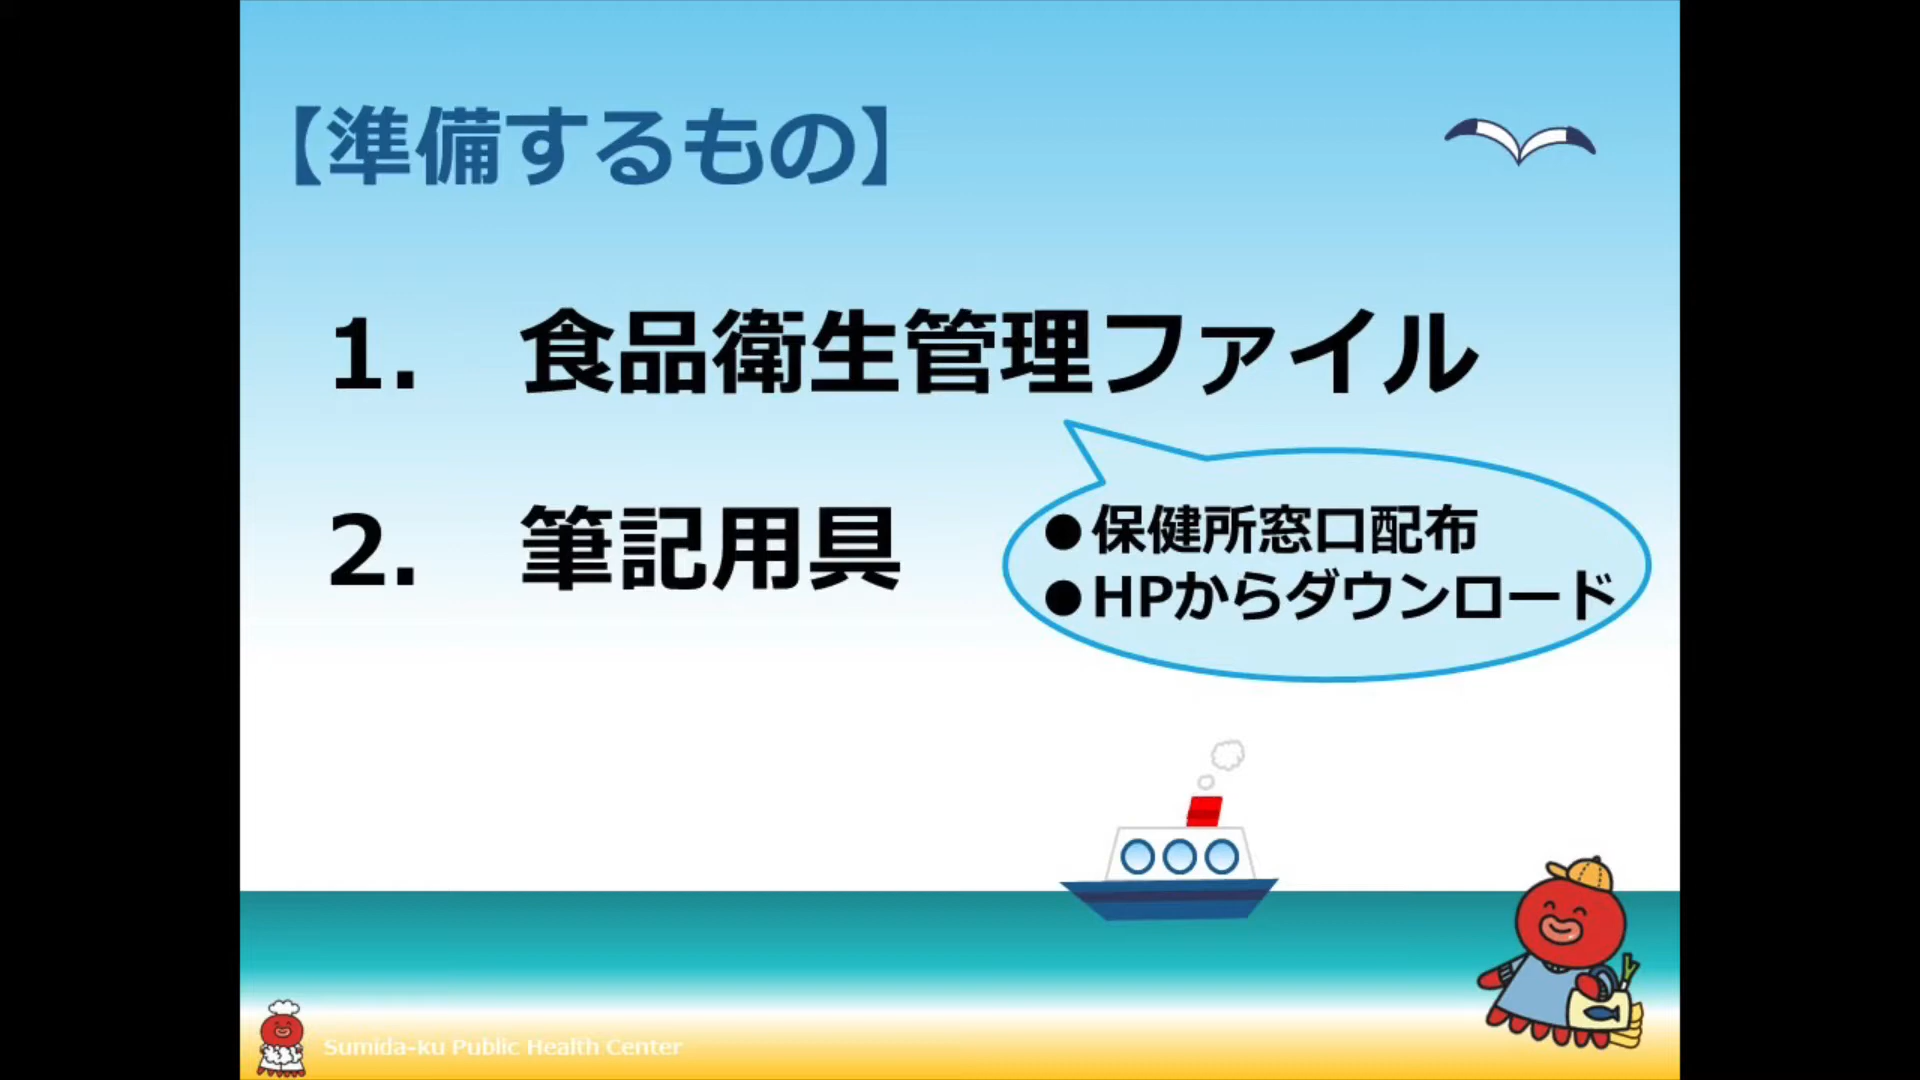 【準備するもの】
1. 食品衛生管理ファイル
2. 筆記用具
●保健所窓口配布
●HPからダウンロード
Sumida-ku Public Health Center